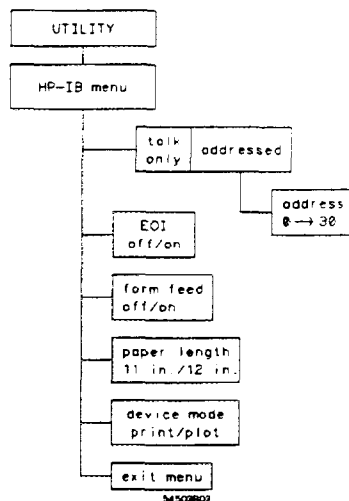 UTILITY
HP-IB menu
talk only
addressed
address
0 → 30
EOI
off/on
form feed
off/on
paper length
11 in./12 in.
device mode
print/plot
exit menu
54503B03